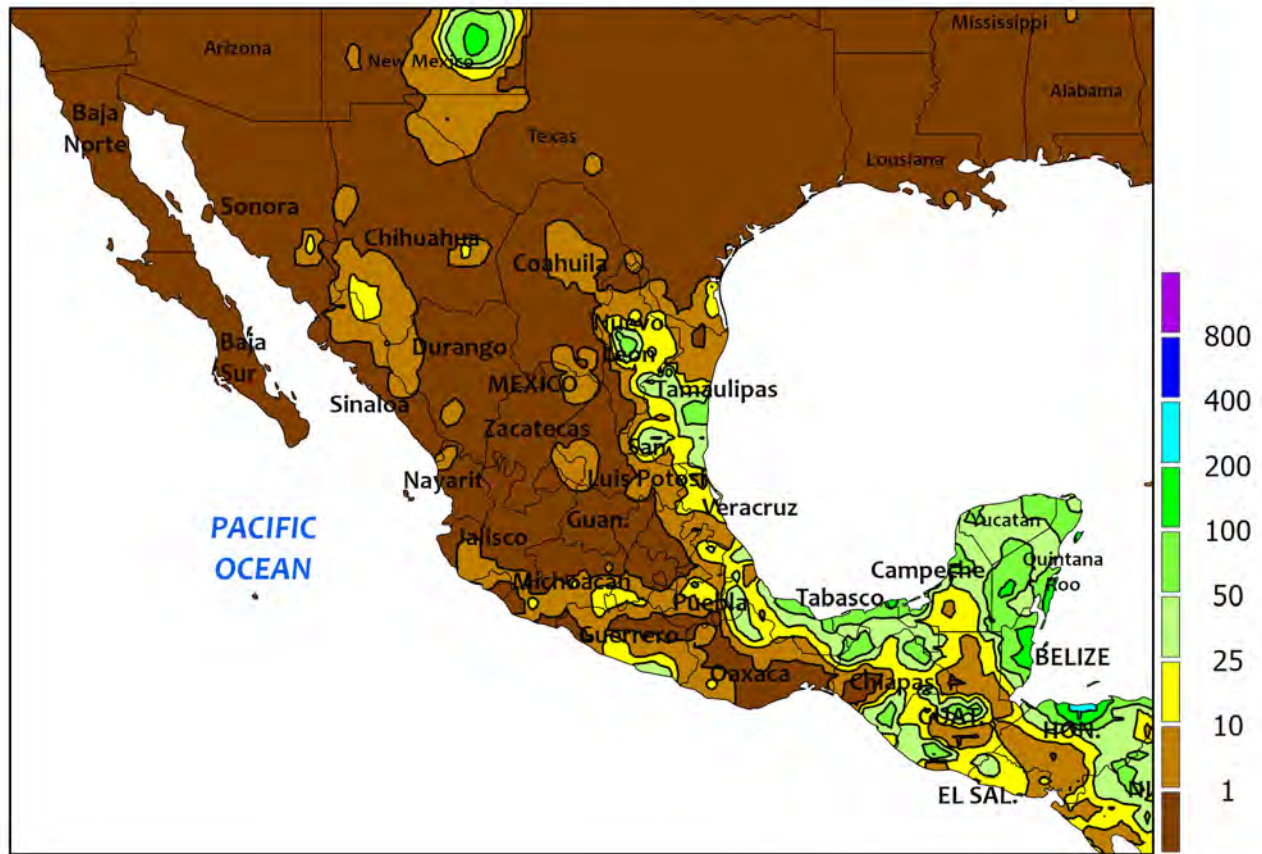 Mississippi
Arizona
New Mexico
Alabama
Baja
Norte
Texas
Lousiana
Sonora
Chihuahua
Coahuila
Nuevo
Leon
Baja
Sur
Durango
MEXICO
Tamaulipas
Sinaloa
Zacatecas
San
Luis Potosi
Nayarit
Veracruz
Guan.
Yucatan
PACIFIC
OCEAN
Jalisco
Quintana
Roo
Campeche
Michoacan
Puebla
Tabasco
Guerrero
BELIZE
Oaxaca
Chiapas
GUAT.
HON.
EL SAL.
NI
800
400
200
100
50
25
10
1